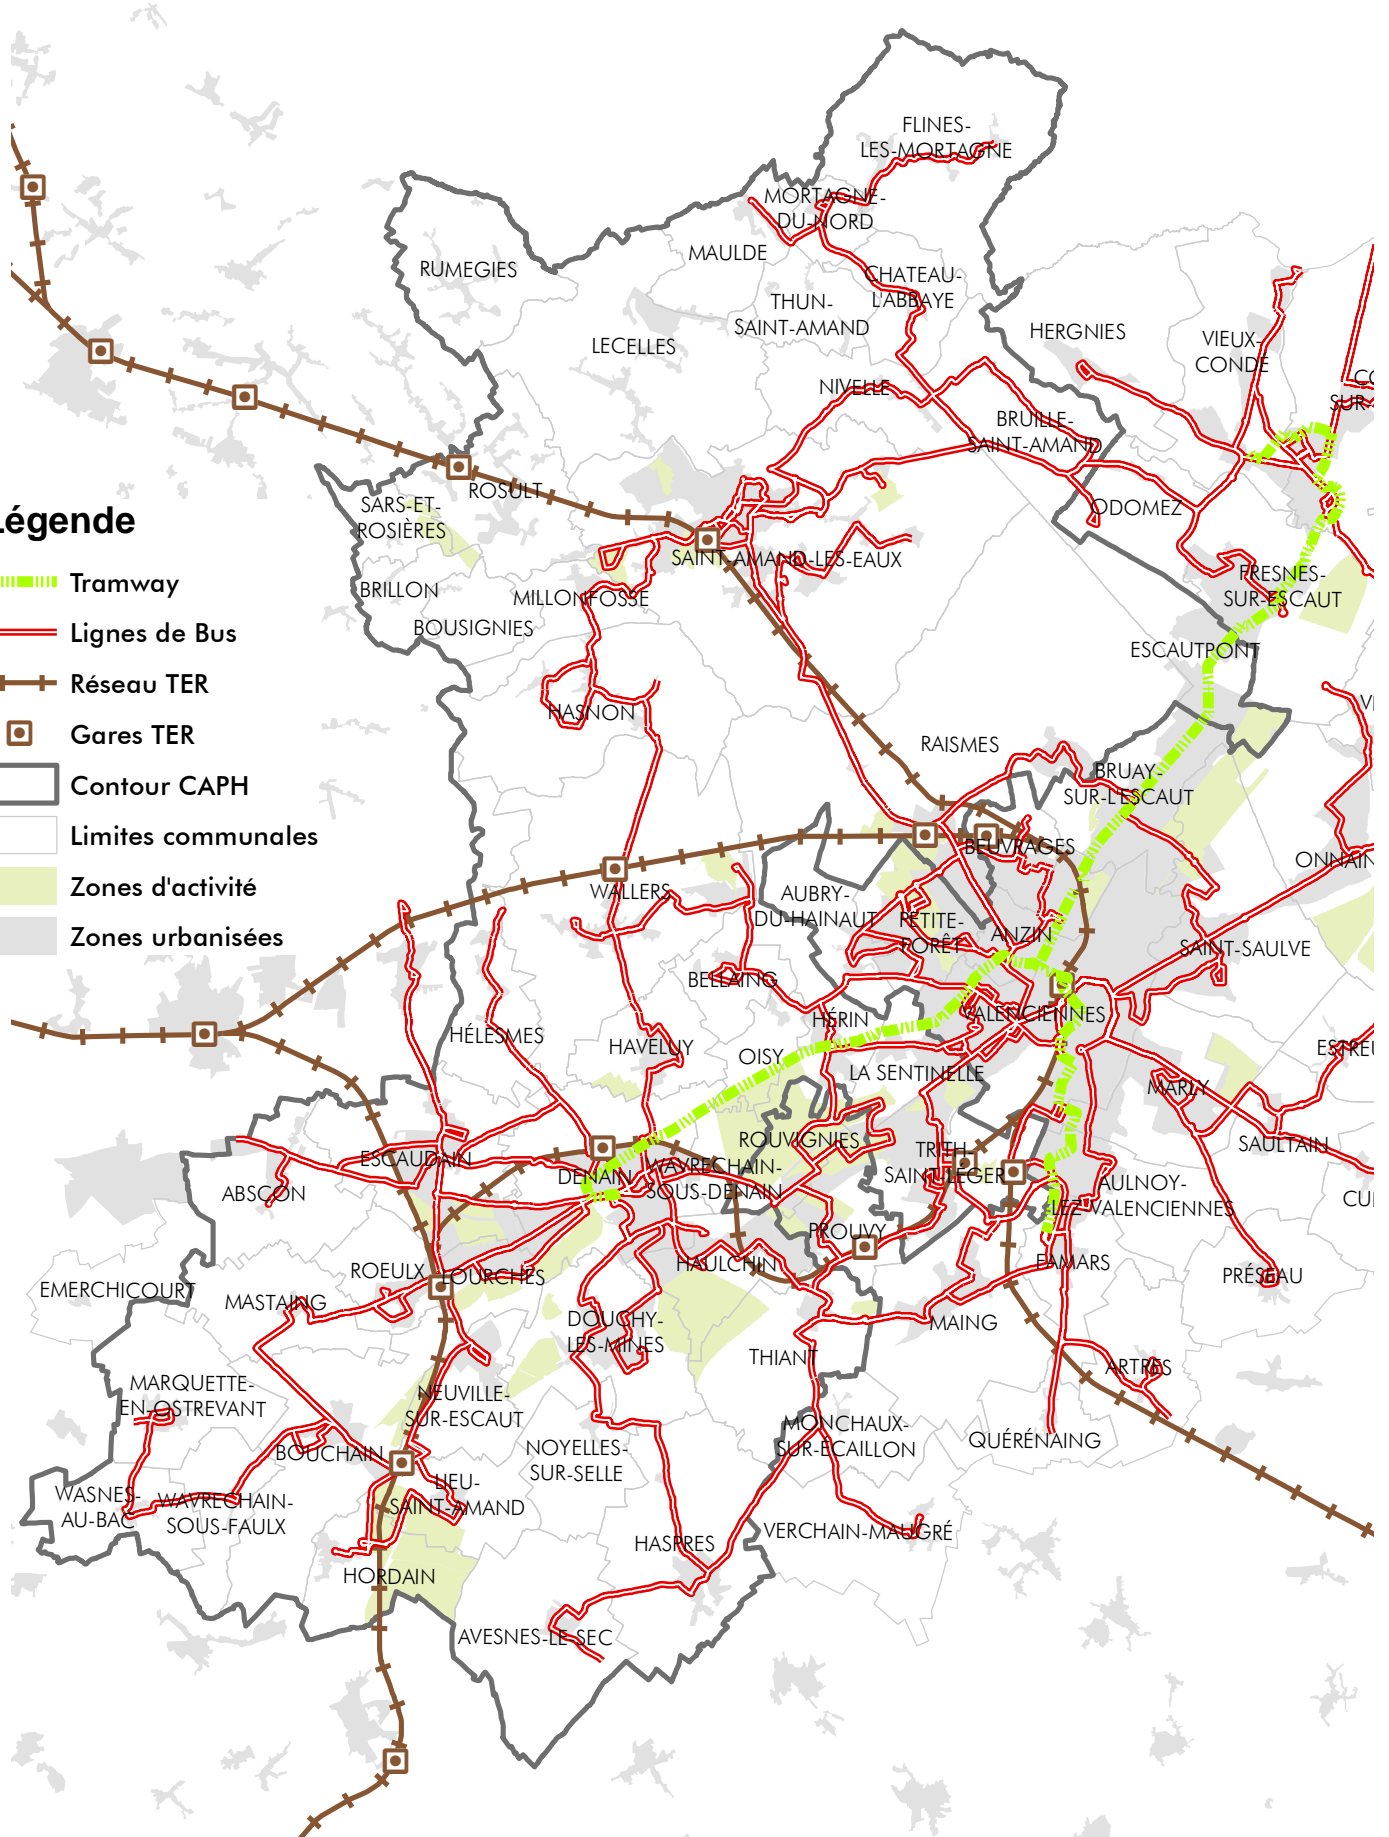 FLINES-
LES-MORTAGNE
MORTAGNE-
DU-NORD
MAULDE
RUMEGIES
CHATEAU-
L'ABBAYE
THUN-
SAINT-AMAND
LECELLES
HERGNIES
VIEUX-
CONDÉ
NIVELLE
BRUILLE-
SAINT-AMAND
ROSULT
SARS-ET-
ROSIÈRES
ODOMEZ
SAINT-AMAND-LES-EAUX
FRESNES-
SUR-ESCAUT
BRILLON
MILLONFOSSE
BOUSIGNIES
ESCAUTPONT
HASNON
RAISMES
BRUAY-
SUR-L'ESCAUT
BEUVRAGES
ONNAIN
WALLERS
AUBRY-
DU-HAINAUT
PETITE-
FORÊT
ANZIN
SAINT-SAULVE
BELLAING
VALENCIENNES
HÉRIN
HÉLESMES
HAVELUY
OISY
LA SENTINELLE
MARLY
ESTREU
ROUVIGNIES
SAULTAIN
TRITH-
SAINT-LÉGER
ESCAUDAIN
DENAIN
WAVRECHAIN-
SOUS-DENAIN
ABSCON
AULNOY-
LEZ-VALENCIENNES
CU
PROUVY
FAMARS
HAULCHIN
PRÉSEAU
ROEULX
LOURCHES
EMERCHICOURT
MASTAING
DOUCHY-
LES-MINES
MAING
THIANT
ARTRES
MARQUETTE-
EN-OSTREVANT
NEUVILLE-
SUR-ESCAUT
MONCHAUX-
SUR-ÉCAILLON
QUÉRÉNAING
BOUCHAIN
NOYELLES-
SUR-SELLE
LIEU-
SAINT-AMAND
WASNES-
AU-BAC
WAVRECHAIN-
SOUS-FAULX
VERCHAIN-MAUGRÉ
HASPRES
HORDAIN
AVESNES-LE-SEC
Légende
Tramway
Lignes de Bus
Réseau TER
Gares TER
Contour CAPH
Limites communales
Zones d'activité
Zones urbanisées